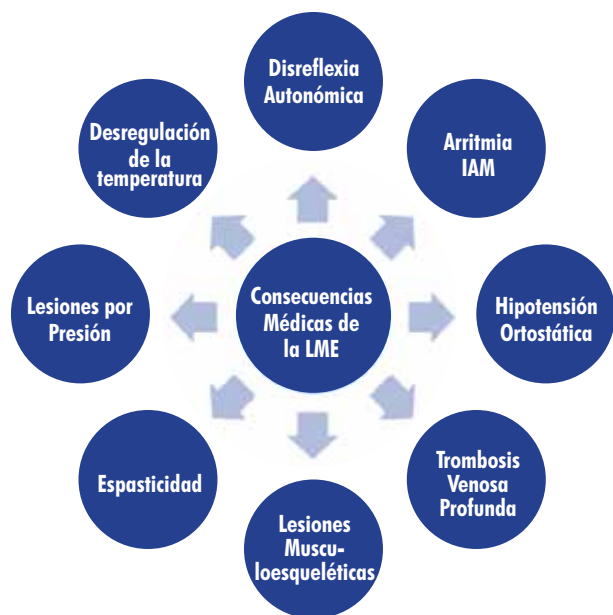 Disreflexia
Autonómica
Desregulación
de la
temperatura
Arritmia
IAM
Consecuencias
Médicas de
la LME
Lesiones por
Presión
Hipotensión
Ortostática
Espasticidad
Trombosis
Venosa
Profunda
Lesiones
Muscu-
loesqueléticas